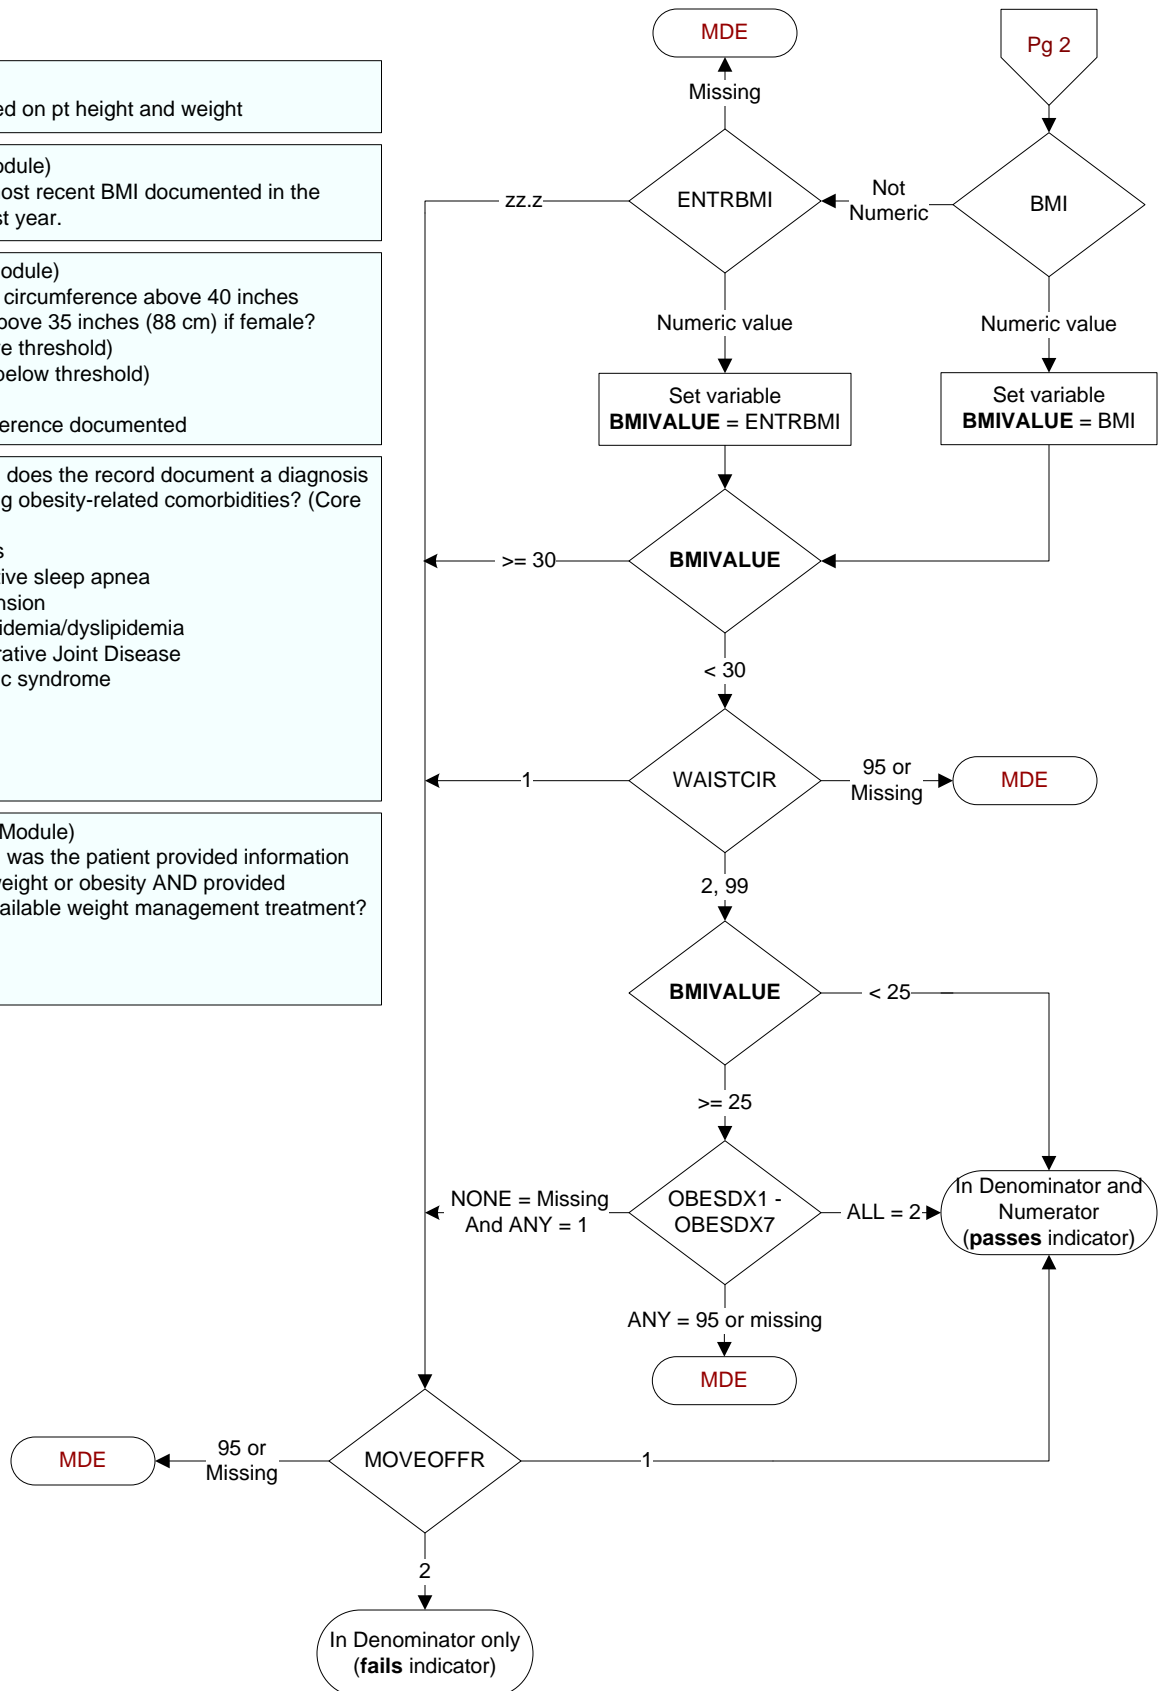 ed on pt height and weight
odule)
ost recent BMI documented in the
st year.
odule)
circumference above 40 inches
bove 35 inches (88 cm) if female?
ve threshold)
below threshold)
erence documented
does the record document a diagnosis
g obesity-related comorbidities? (Core
s
tive sleep apnea
nsion
idemia/dyslipidemia
rative Joint Disease
ic syndrome
Module)
was the patient provided information
weight or obesity AND provided
ailable weight management treatment?
MDE
Pg 2
Missing
zz.z
ENTRBMI
Not
Numeric
BMI
Numeric value
Numeric value
Set variable
BMIVALUE = ENTRBMI
Set variable
BMIVALUE = BMI
>= 30
BMIVALUE
< 30
1
WAISTCIR
95 or
Missing
MDE
2, 99
BMIVALUE
< 25
>= 25
NONE = Missing
And ANY = 1
OBESDX1 -
OBESDX7
ALL = 2
In Denominator and
Numerator
(passes indicator)
ANY = 95 or missing
MDE
MDE
95 or
Missing
MOVEOFFR
1
2
In Denominator only
(fails indicator)